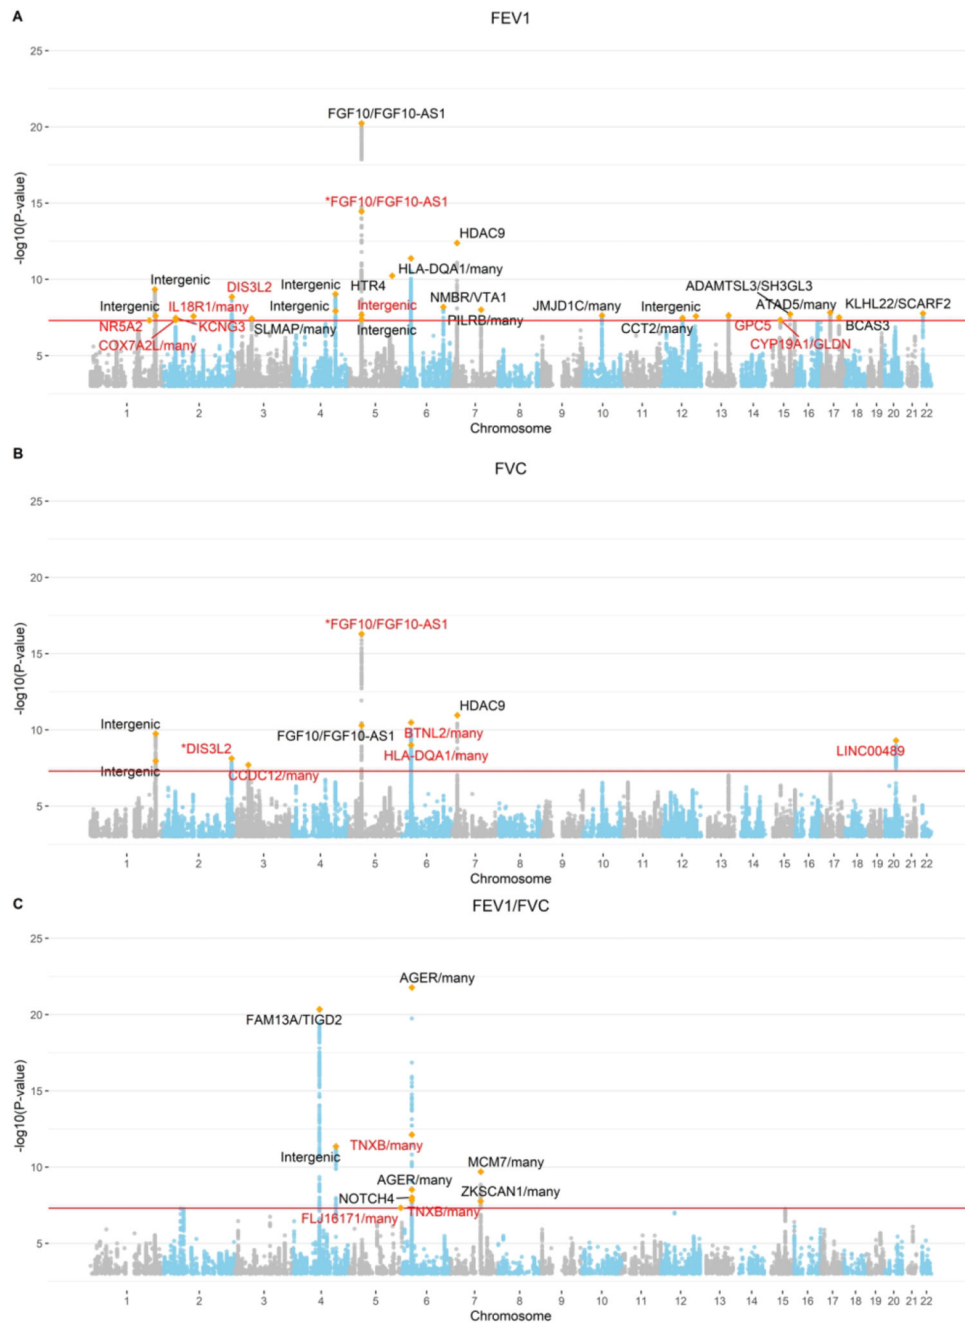 A
FEV1
25
20
15
10
5
-log10(P-value)
FGF10/FGF10-AS1
*FGF10/FGF10-AS1
HDAC9
HLA-DQA1/many
Intergenic
DIS3L2
Intergenic
HTR4
ADAMTSL3/SH3GL3
Intergenic
IL18R1/many
Intergenic
Intergenic
NMBR/VTA1
JMJD1C/many
Intergenic
ATAD5/many
KLHL22/SCARF2
NR5A2
KCNG3
SLMAP/many
Intergenic
PILRB/many
CCT2/many
GPC5
BCAS3
COX7A2L/many
CYP19A1/GLDN
1 2 3 4 5 6 7 8 9 10 11 12 13 14 15 16 17 18 19 20 21 22
Chromosome
B
FVC
25
20
15
10
5
-log10(P-value)
*FGF10/FGF10-AS1
HDAC9
Intergenic
FGF10/FGF10-AS1
BTNL2/many
*DIS3L2
HLA-DQA1/many
LINC00489
Intergenic
CCDC12/many
1 2 3 4 5 6 7 8 9 10 11 12 13 14 15 16 17 18 19 20 21 22
Chromosome
C
FEV1/FVC
25
20
15
10
5
-log10(P-value)
AGER/many
FAM13A/TIGD2
TNXB/many
Intergenic
MCM7/many
AGER/many
NOTCH4
ZKSCAN1/many
FLJ16171/many
TNXB/many
1 2 3 4 5 6 7 8 9 10 11 12 13 14 15 16 17 18 19 20 21 22
Chromosome